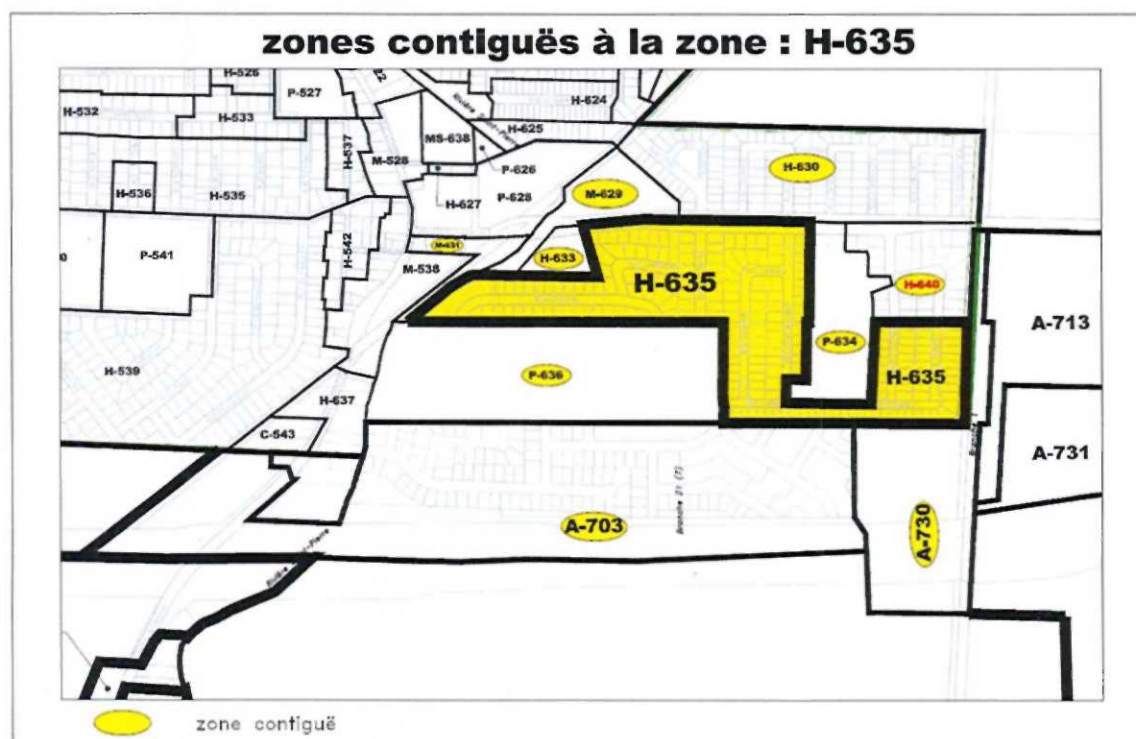 zones contiguës à la zone : H-635
H-526
P-527
H-532
H-533
H-537
M-528
MS-638
H-624
H-625
P-626
H-630
H-536
H-535
H-627
P-628
M-629
P-541
H-542
M-631
H-633
M-538
H-635
H-640
A-713
P-634
H-539
P-636
H-635
H-637
C-543
A-731
A-703
A-730
zone contiguë